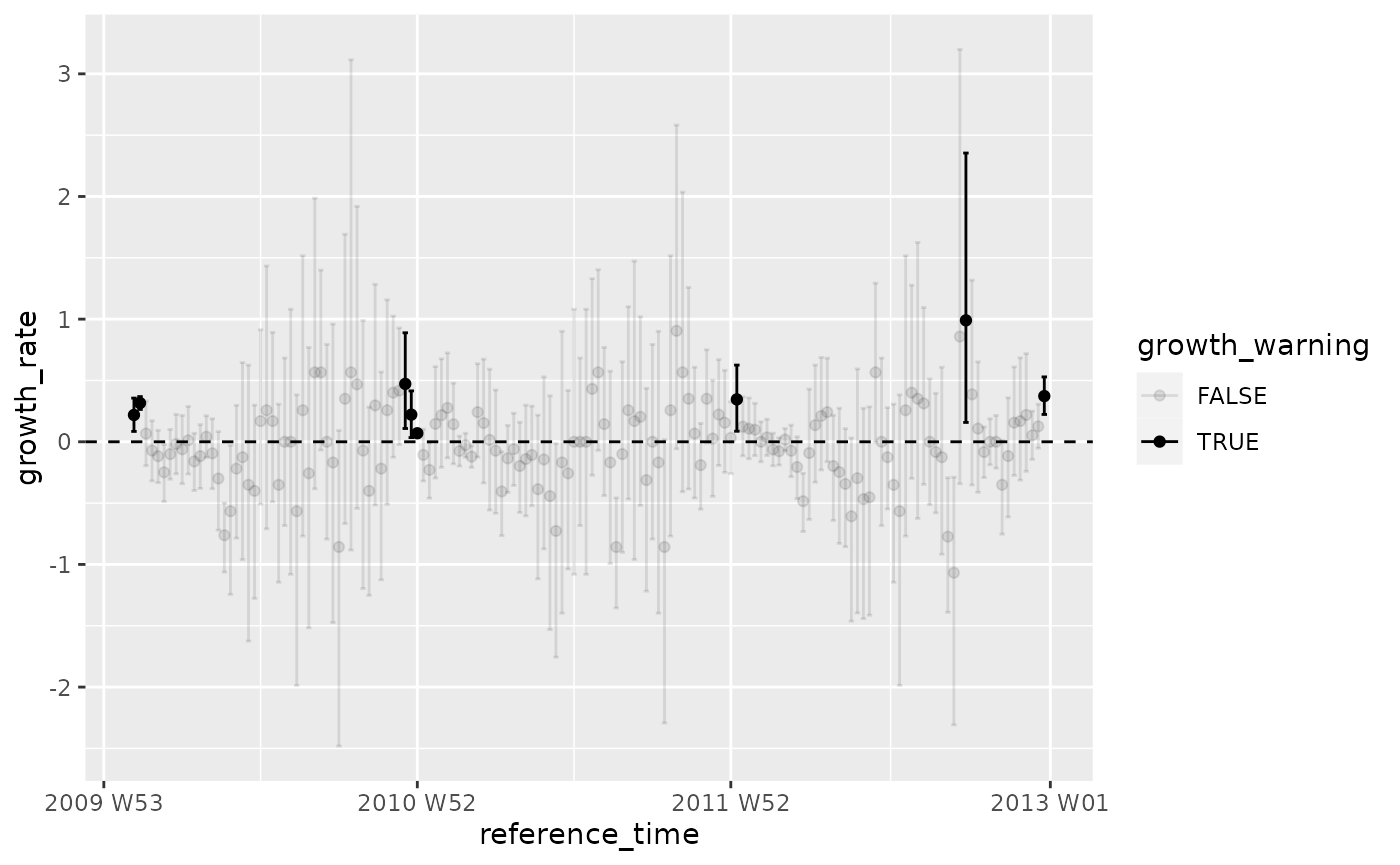 growth_rate
3
2
1
0
-1
-2
2009 W53
2010 W52
2011 W52
2013 W01
reference_time
growth_warning
FALSE
TRUE